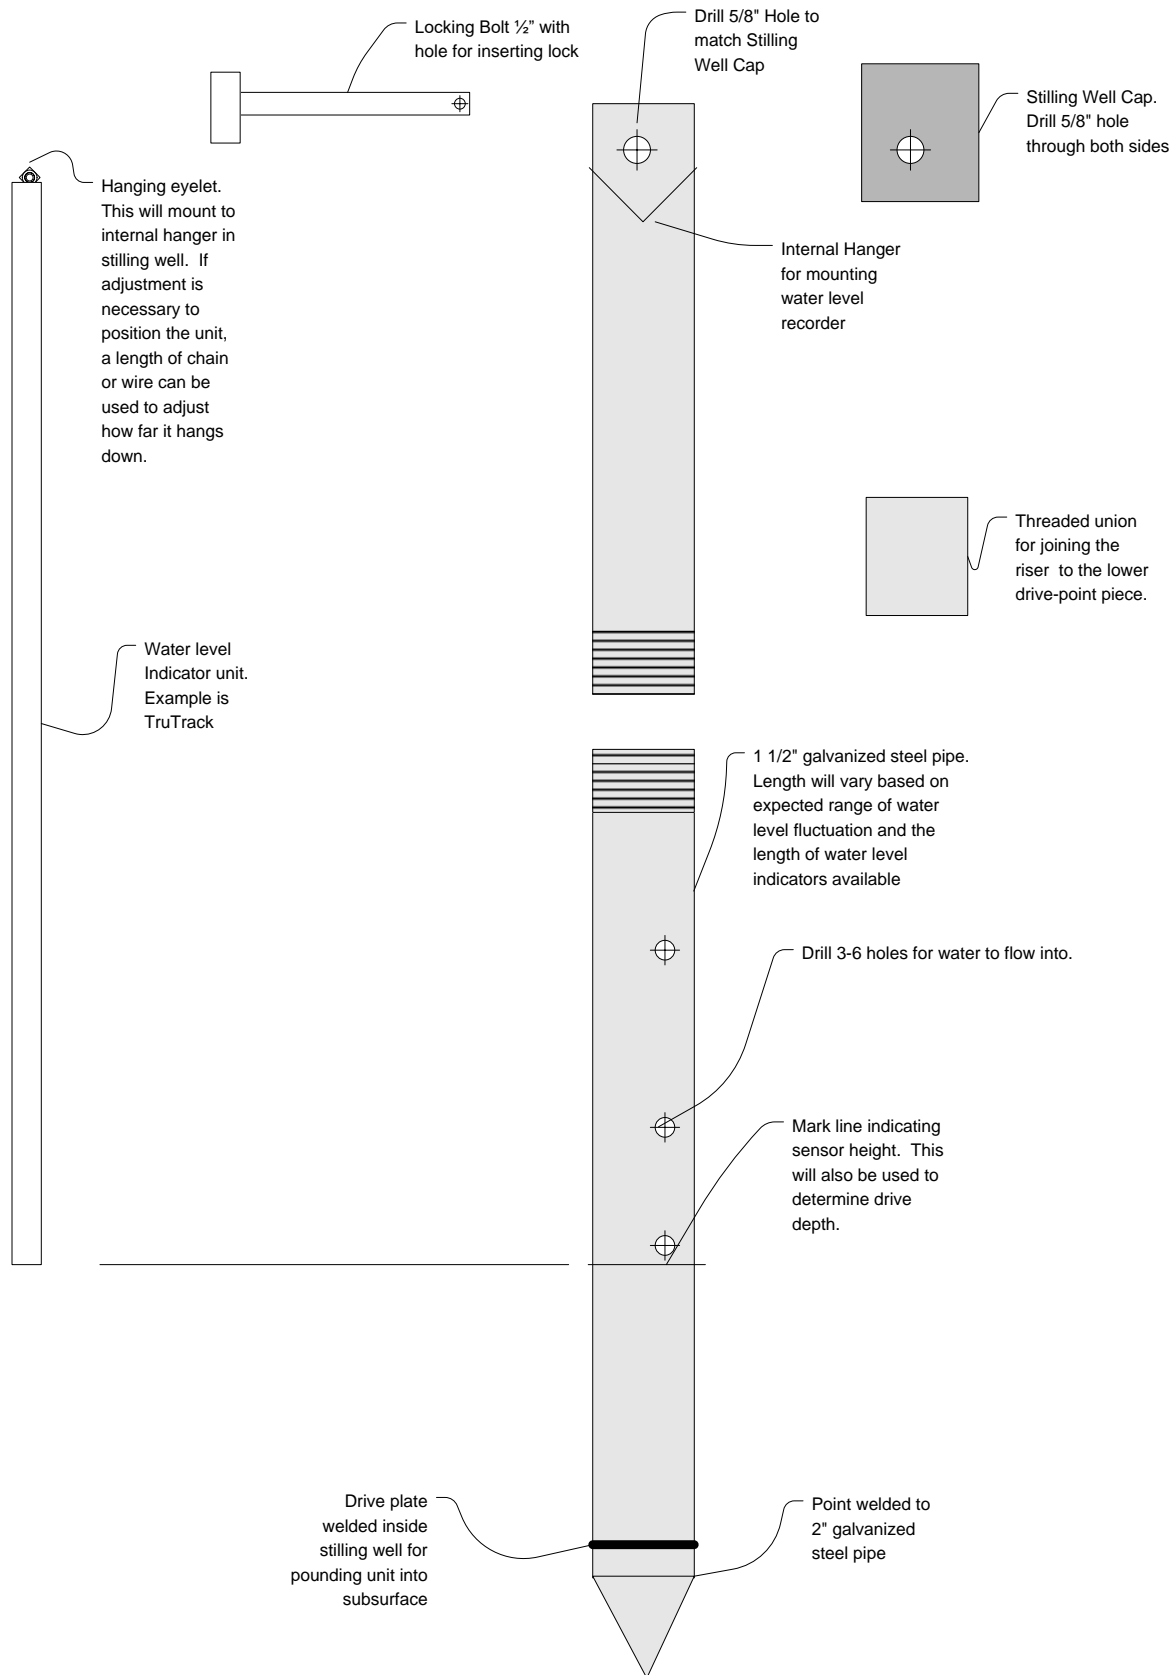 Locking Bolt ½” with
hole for inserting lock
Drill 5/8" Hole to
match Stilling
Well Cap
Stilling Well Cap.
Drill 5/8" hole
through both sides
Hanging eyelet.
This will mount to
internal hanger in
stilling well.  If
adjustment is
necessary to
position the unit,
a length of chain
or wire can be
used to adjust
how far it hangs
down.
Internal Hanger
for mounting
water level
recorder
Threaded union
for joining the
riser  to the lower
drive-point piece.
Water level
Indicator unit.
Example is
TruTrack
1 1/2" galvanized steel pipe.
Length will vary based on
expected range of water
level fluctuation and the
length of water level
indicators available
Drill 3-6 holes for water to flow into.
Mark line indicating
sensor height.  This
will also be used to
determine drive
depth.
Drive plate
welded inside
stilling well for
pounding unit into
subsurface
Point welded to
2" galvanized
steel pipe